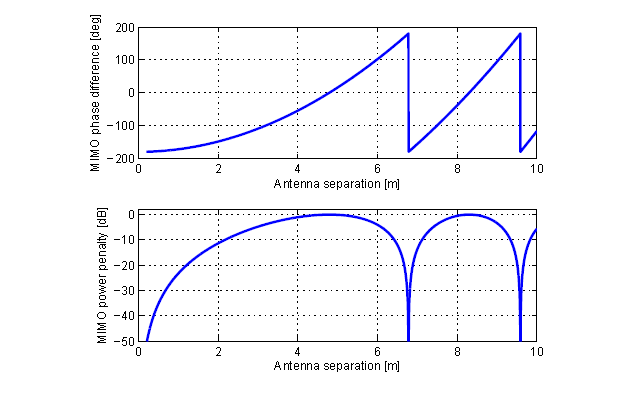 MIMO phase difference [deg]
200
100
0
−100
−200
0 2 4 6 8 10
Antenna separation [m]
MIMO power penalty [dB]
0
−10
−20
−30
−40
−50
0 2 4 6 8 10
Antenna separation [m]